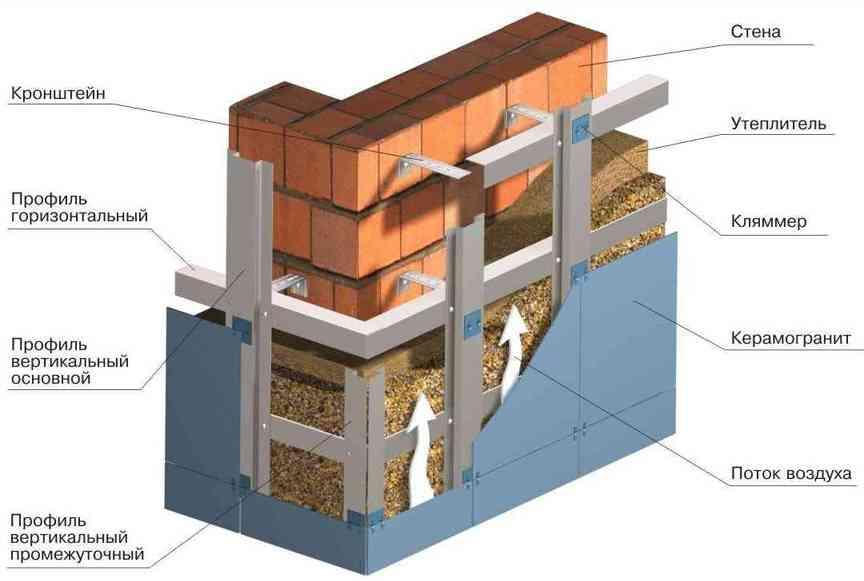 Кронштейн
Профиль
горизонтальный
Профиль
вертикальный
основной
Профиль
вертикальный
промежуточный
Стена
Утеплитель
Кляммер
Керамогранит
Поток воздуха